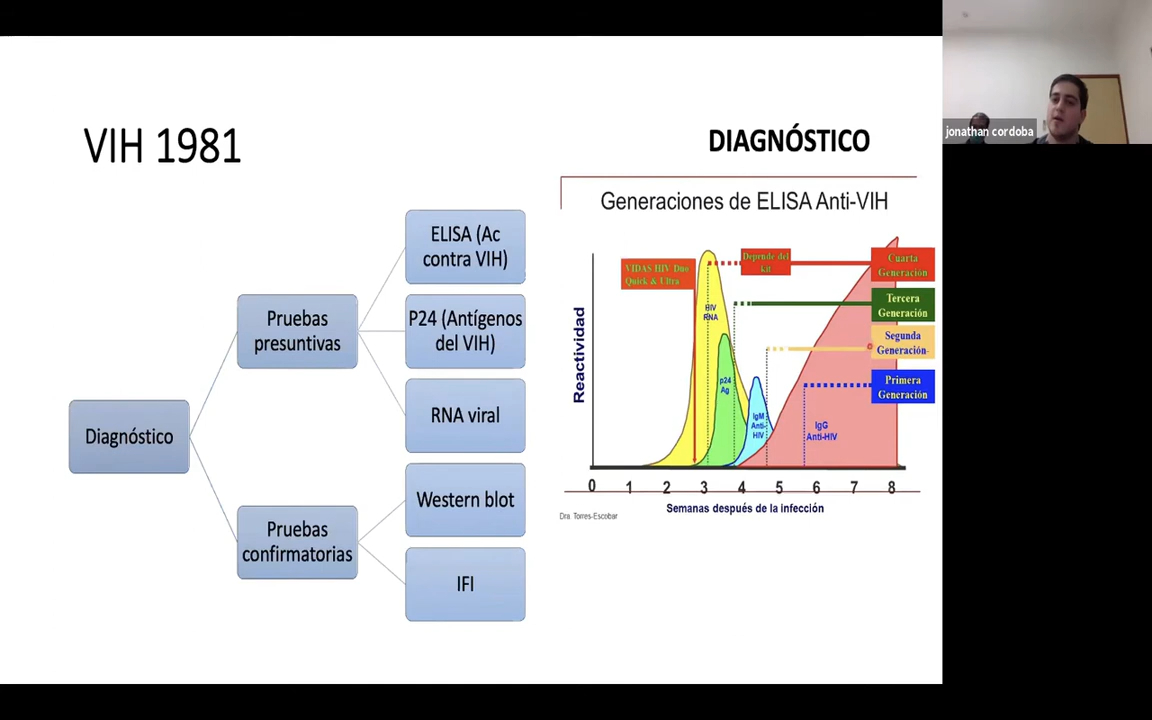 VIH 1981
DIAGNÓSTICO
jonathan cordoba
Diagnóstico
Pruebas
presuntivas
Pruebas
confirmatorias
ELISA (Ac
contra VIH)
P24 (Antígenos
del VIH)
RNA viral
Western blot
IFI
Generaciones de ELISA Anti-VIH
Reactividad
VIDAS HIV Duo
Quick & Ultra
Depende del
kit
Cuarta
Generación
Tercera
Generación
Segunda
Generación-
Primera
Generación
HIV
RNA
p24
Ag
IgM
Anti-
HIV
IgG
Anti-HIV
0 1 2 3 4 5 6 7 8
Semanas después de la infección
Dra. Torres-Escobar